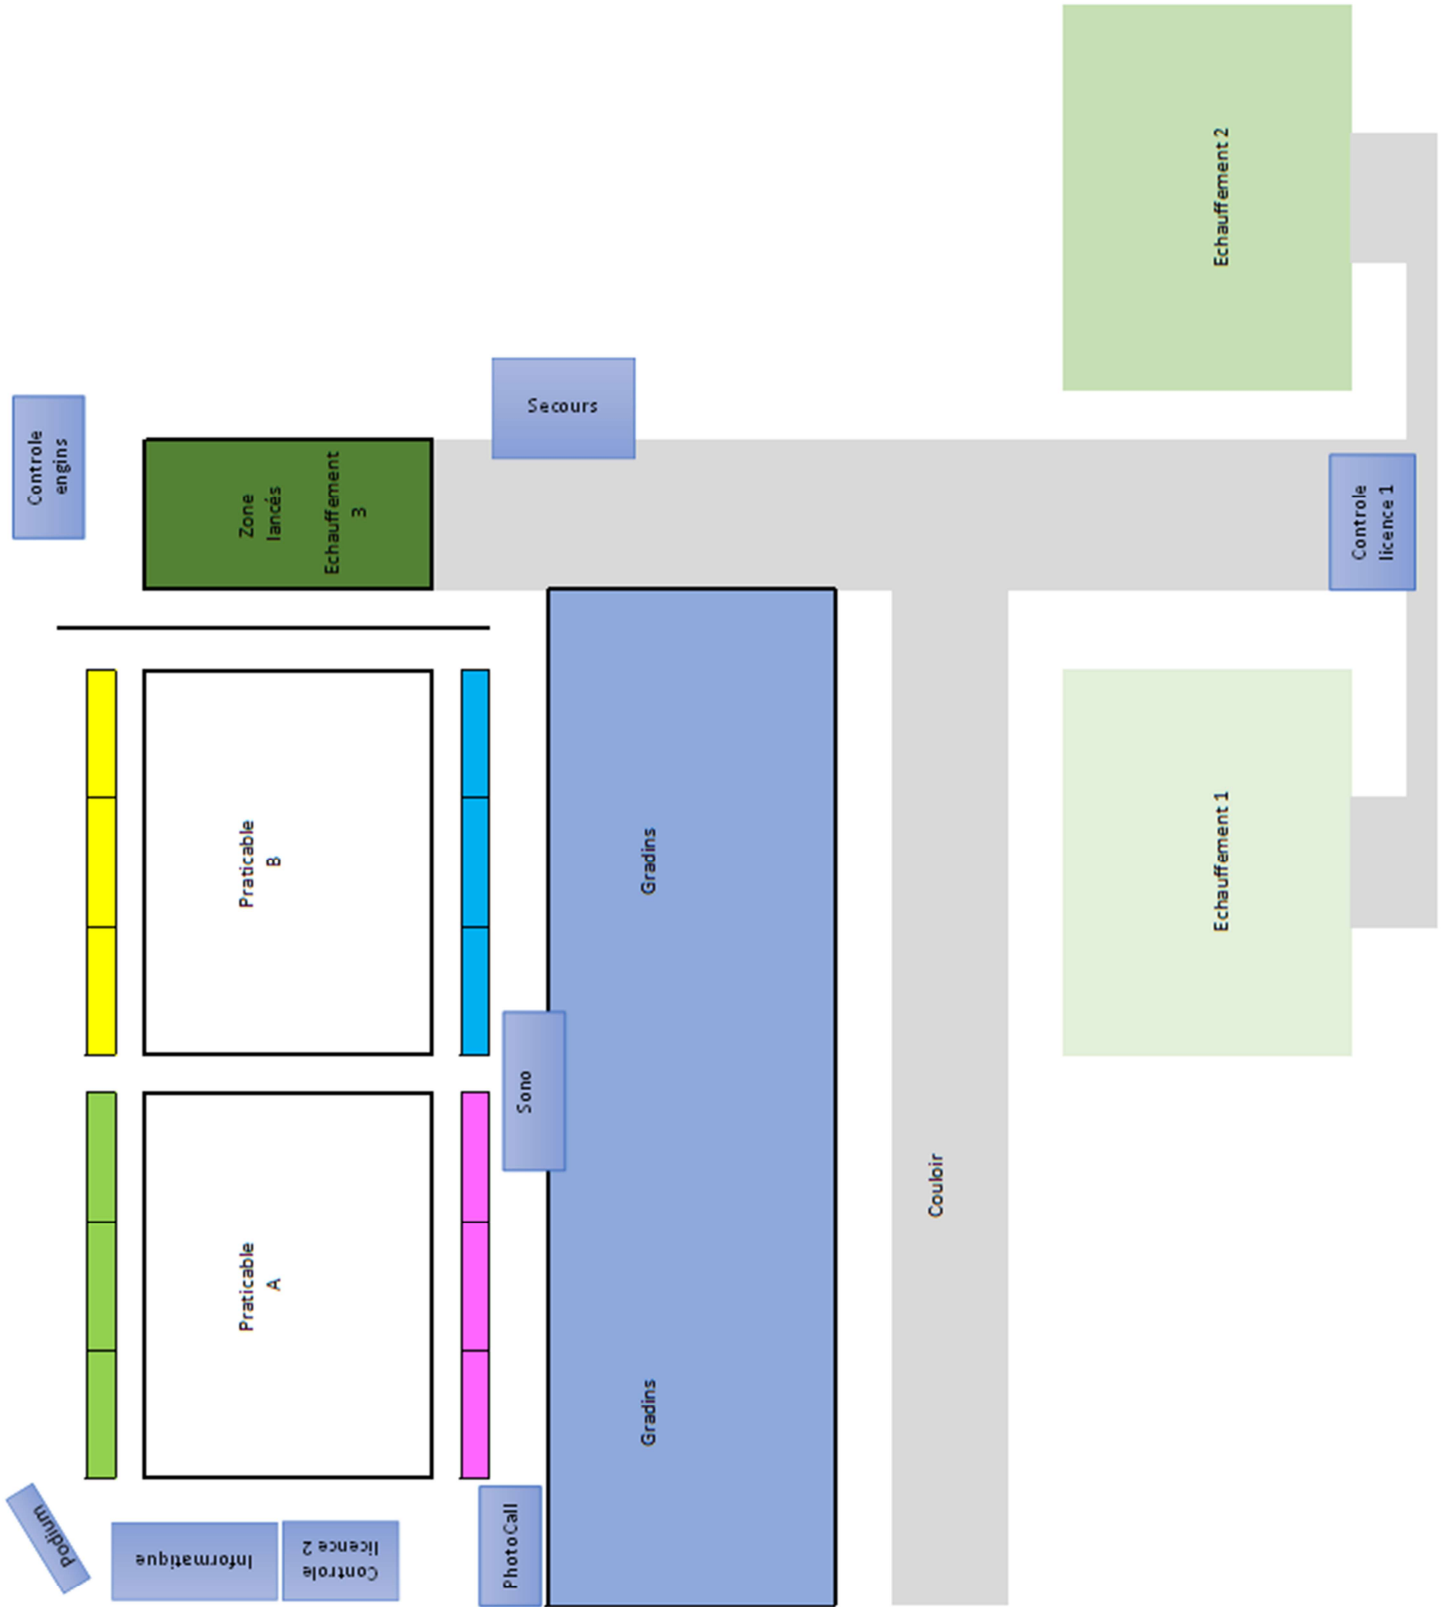 Echauffement 2
Secours
Controle
engins
Zone
lancés
Echauffement
3
Controle
licence 1
Praticable
B
Gradins
Echauffement 1
Sono
Couloir
Praticable
A
Gradins
Podium
Informatique
Controle
licence 2
PhotoCall